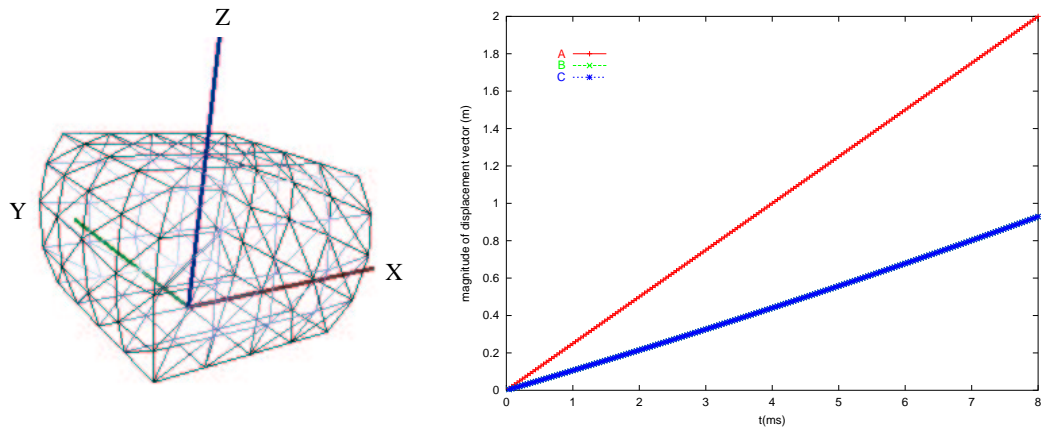 Z
Y
X
magnitude of displacement vector (m)
2
1.8
1.6
1.4
1.2
1
0.8
0.6
0.4
0.2
0
A
B
C
0 1 2 3 4 5 6 7 8
t(ms)